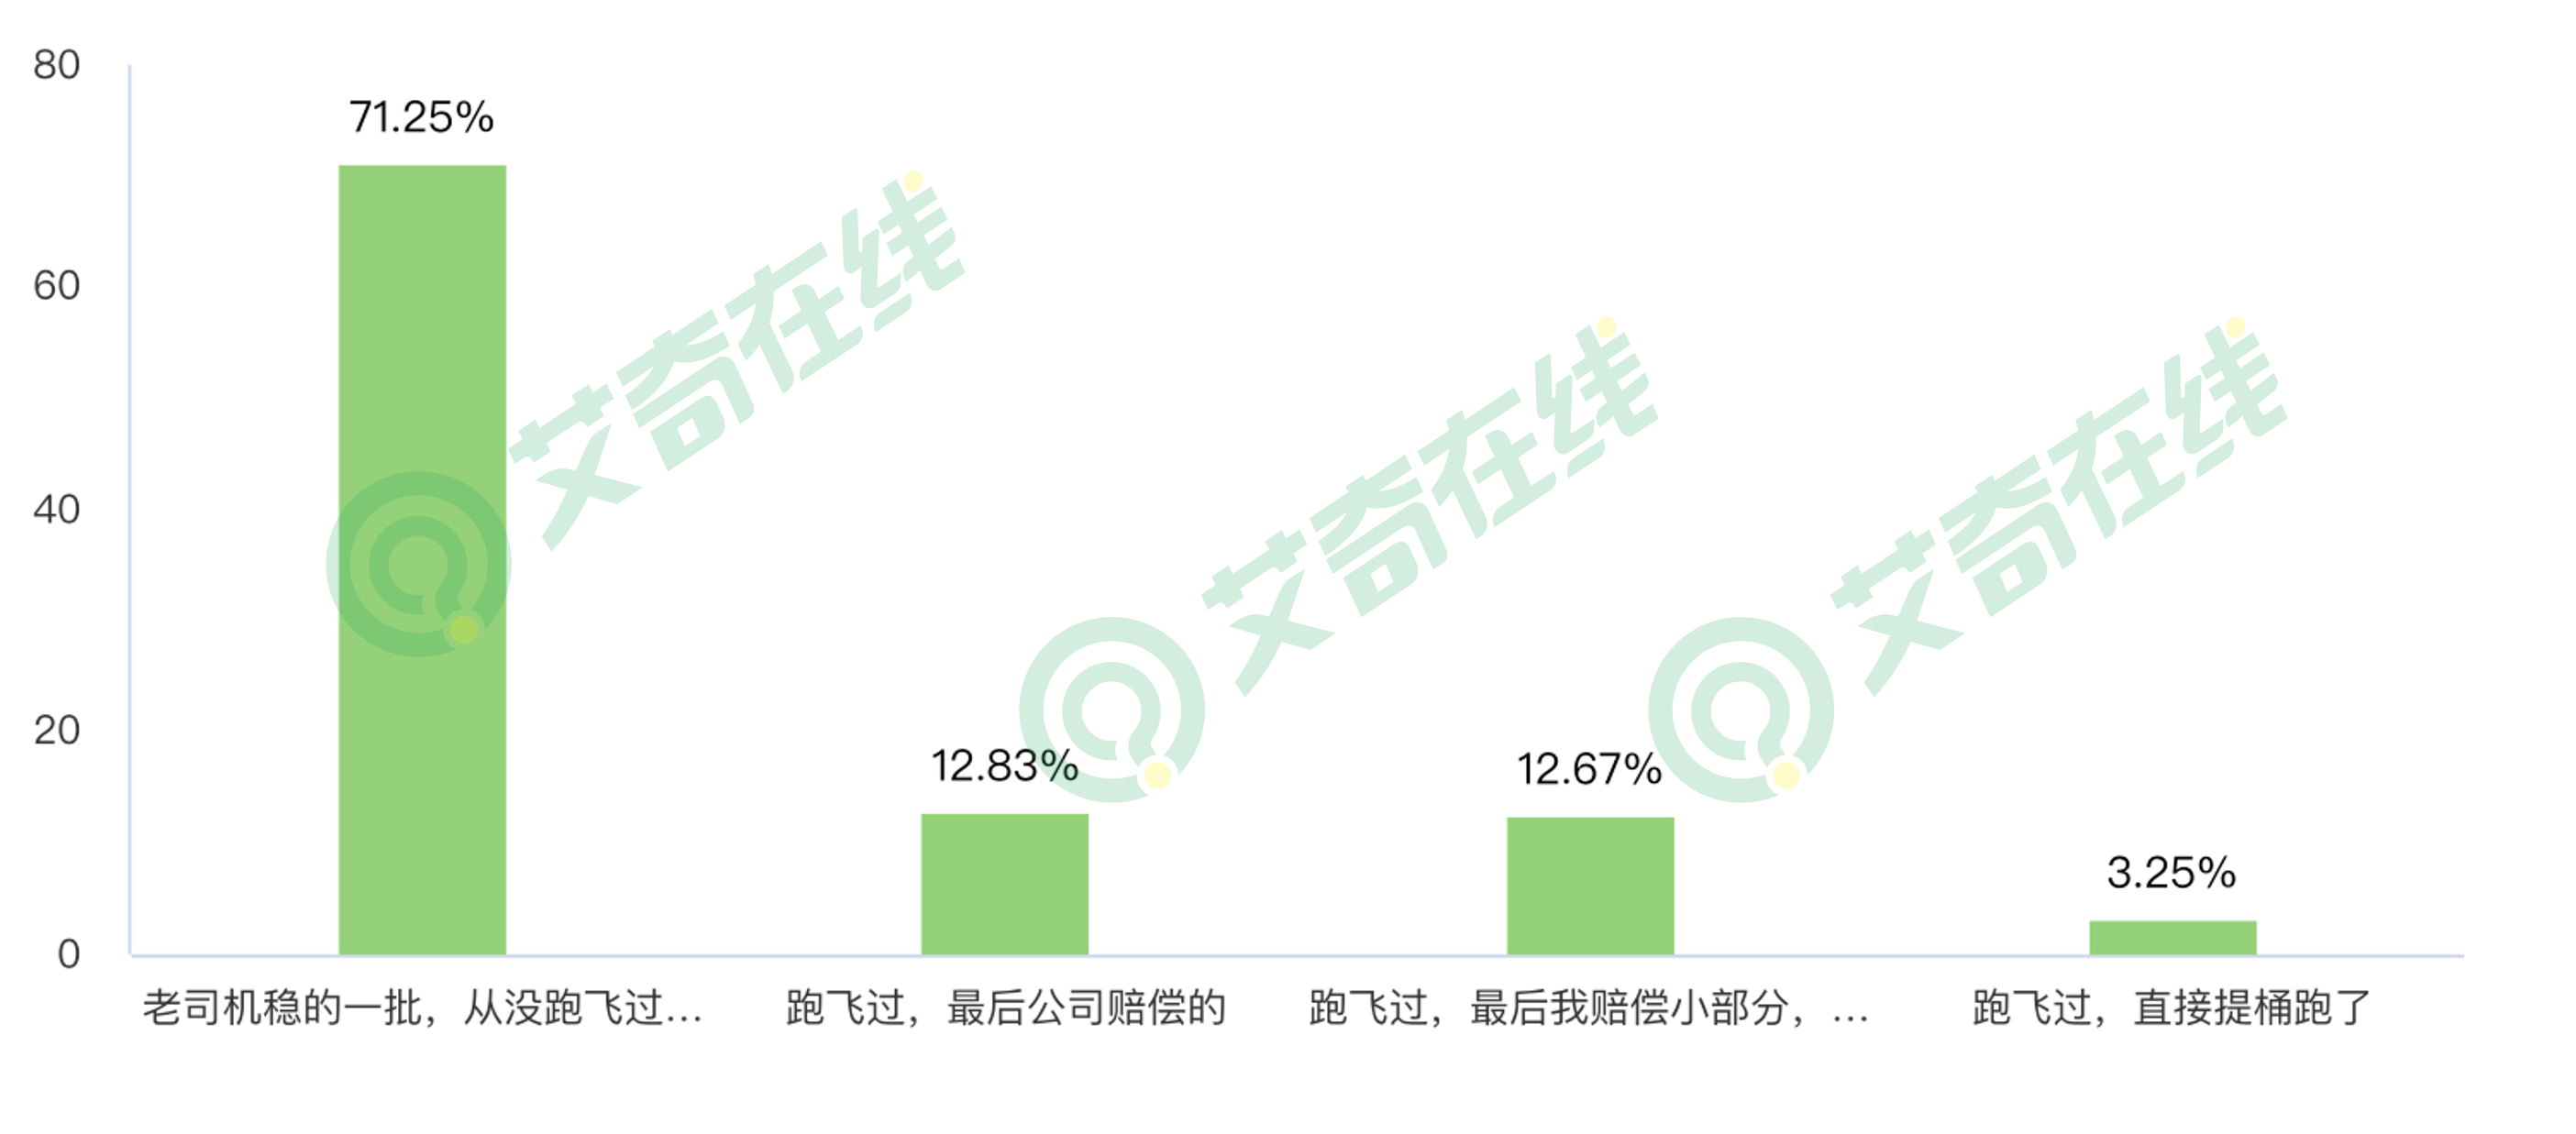 80
71.25%
60
40
20
12.83%
12.67%
3.25%
0
老司机稳的一批，从没跑飞过...
跑飞过，最后公司赔偿的
跑飞过，最后我赔偿小部分，...
跑飞过，直接提桶跑了
艾奇在线
艾奇在线
艾奇在线